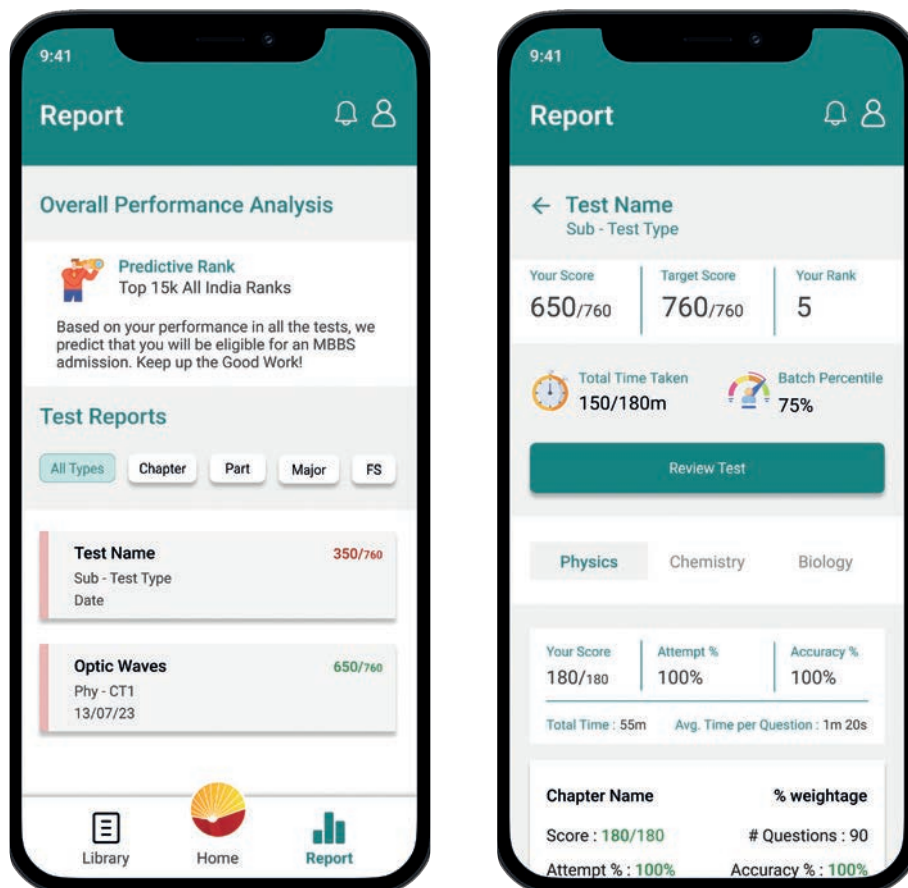 9:41
Report
Overall Performance Analysis
Predictive Rank
Top 15k All India Ranks
Based on your performance in all the tests, we
predict that you will be eligible for an MBBS
admission. Keep up the Good Work!
Test Reports
All Types Chapter Part Major FS
Test Name 350/760
Sub - Test Type
Date
Optic Waves 650/760
Phy - CT1
13/07/23
Library Home Report
9:41
Report
Test Name
Sub - Test Type
Your Score Target Score Your Rank
650/760 760/760 5
Total Time Taken Batch Percentile
150/180m 75%
Review Test
Physics Chemistry Biology
Your Score Attempt % Accuracy %
180/180 100% 100%
Total Time : 55m Avg. Time per Question : 1m 20s
Chapter Name % weightage
Score : 180/180 # Questions : 90
Attempt % : 100% Accuracy % : 100%